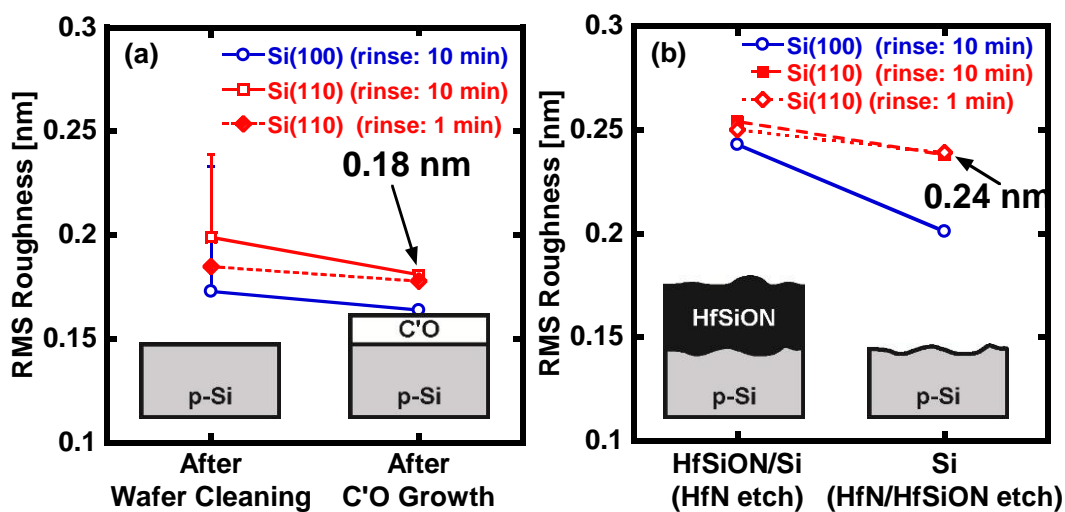 (a)
Si(100) (rinse: 10 min)
Si(110) (rinse: 10 min)
Si(110) (rinse: 1 min)
0.18 nm
RMS Roughness [nm]
0.3
0.25
0.2
0.15
0.1
p-Si
C'O
p-Si
After
Wafer Cleaning
After
C'O Growth
(b)
Si(100) (rinse: 10 min)
Si(110) (rinse: 10 min)
Si(110) (rinse: 1 min)
0.24 nm
RMS Roughness [nm]
0.3
0.25
0.2
0.15
0.1
HfSiON
p-Si
p-Si
HfSiON/Si
(HfN etch)
Si
(HfN/HfSiON etch)